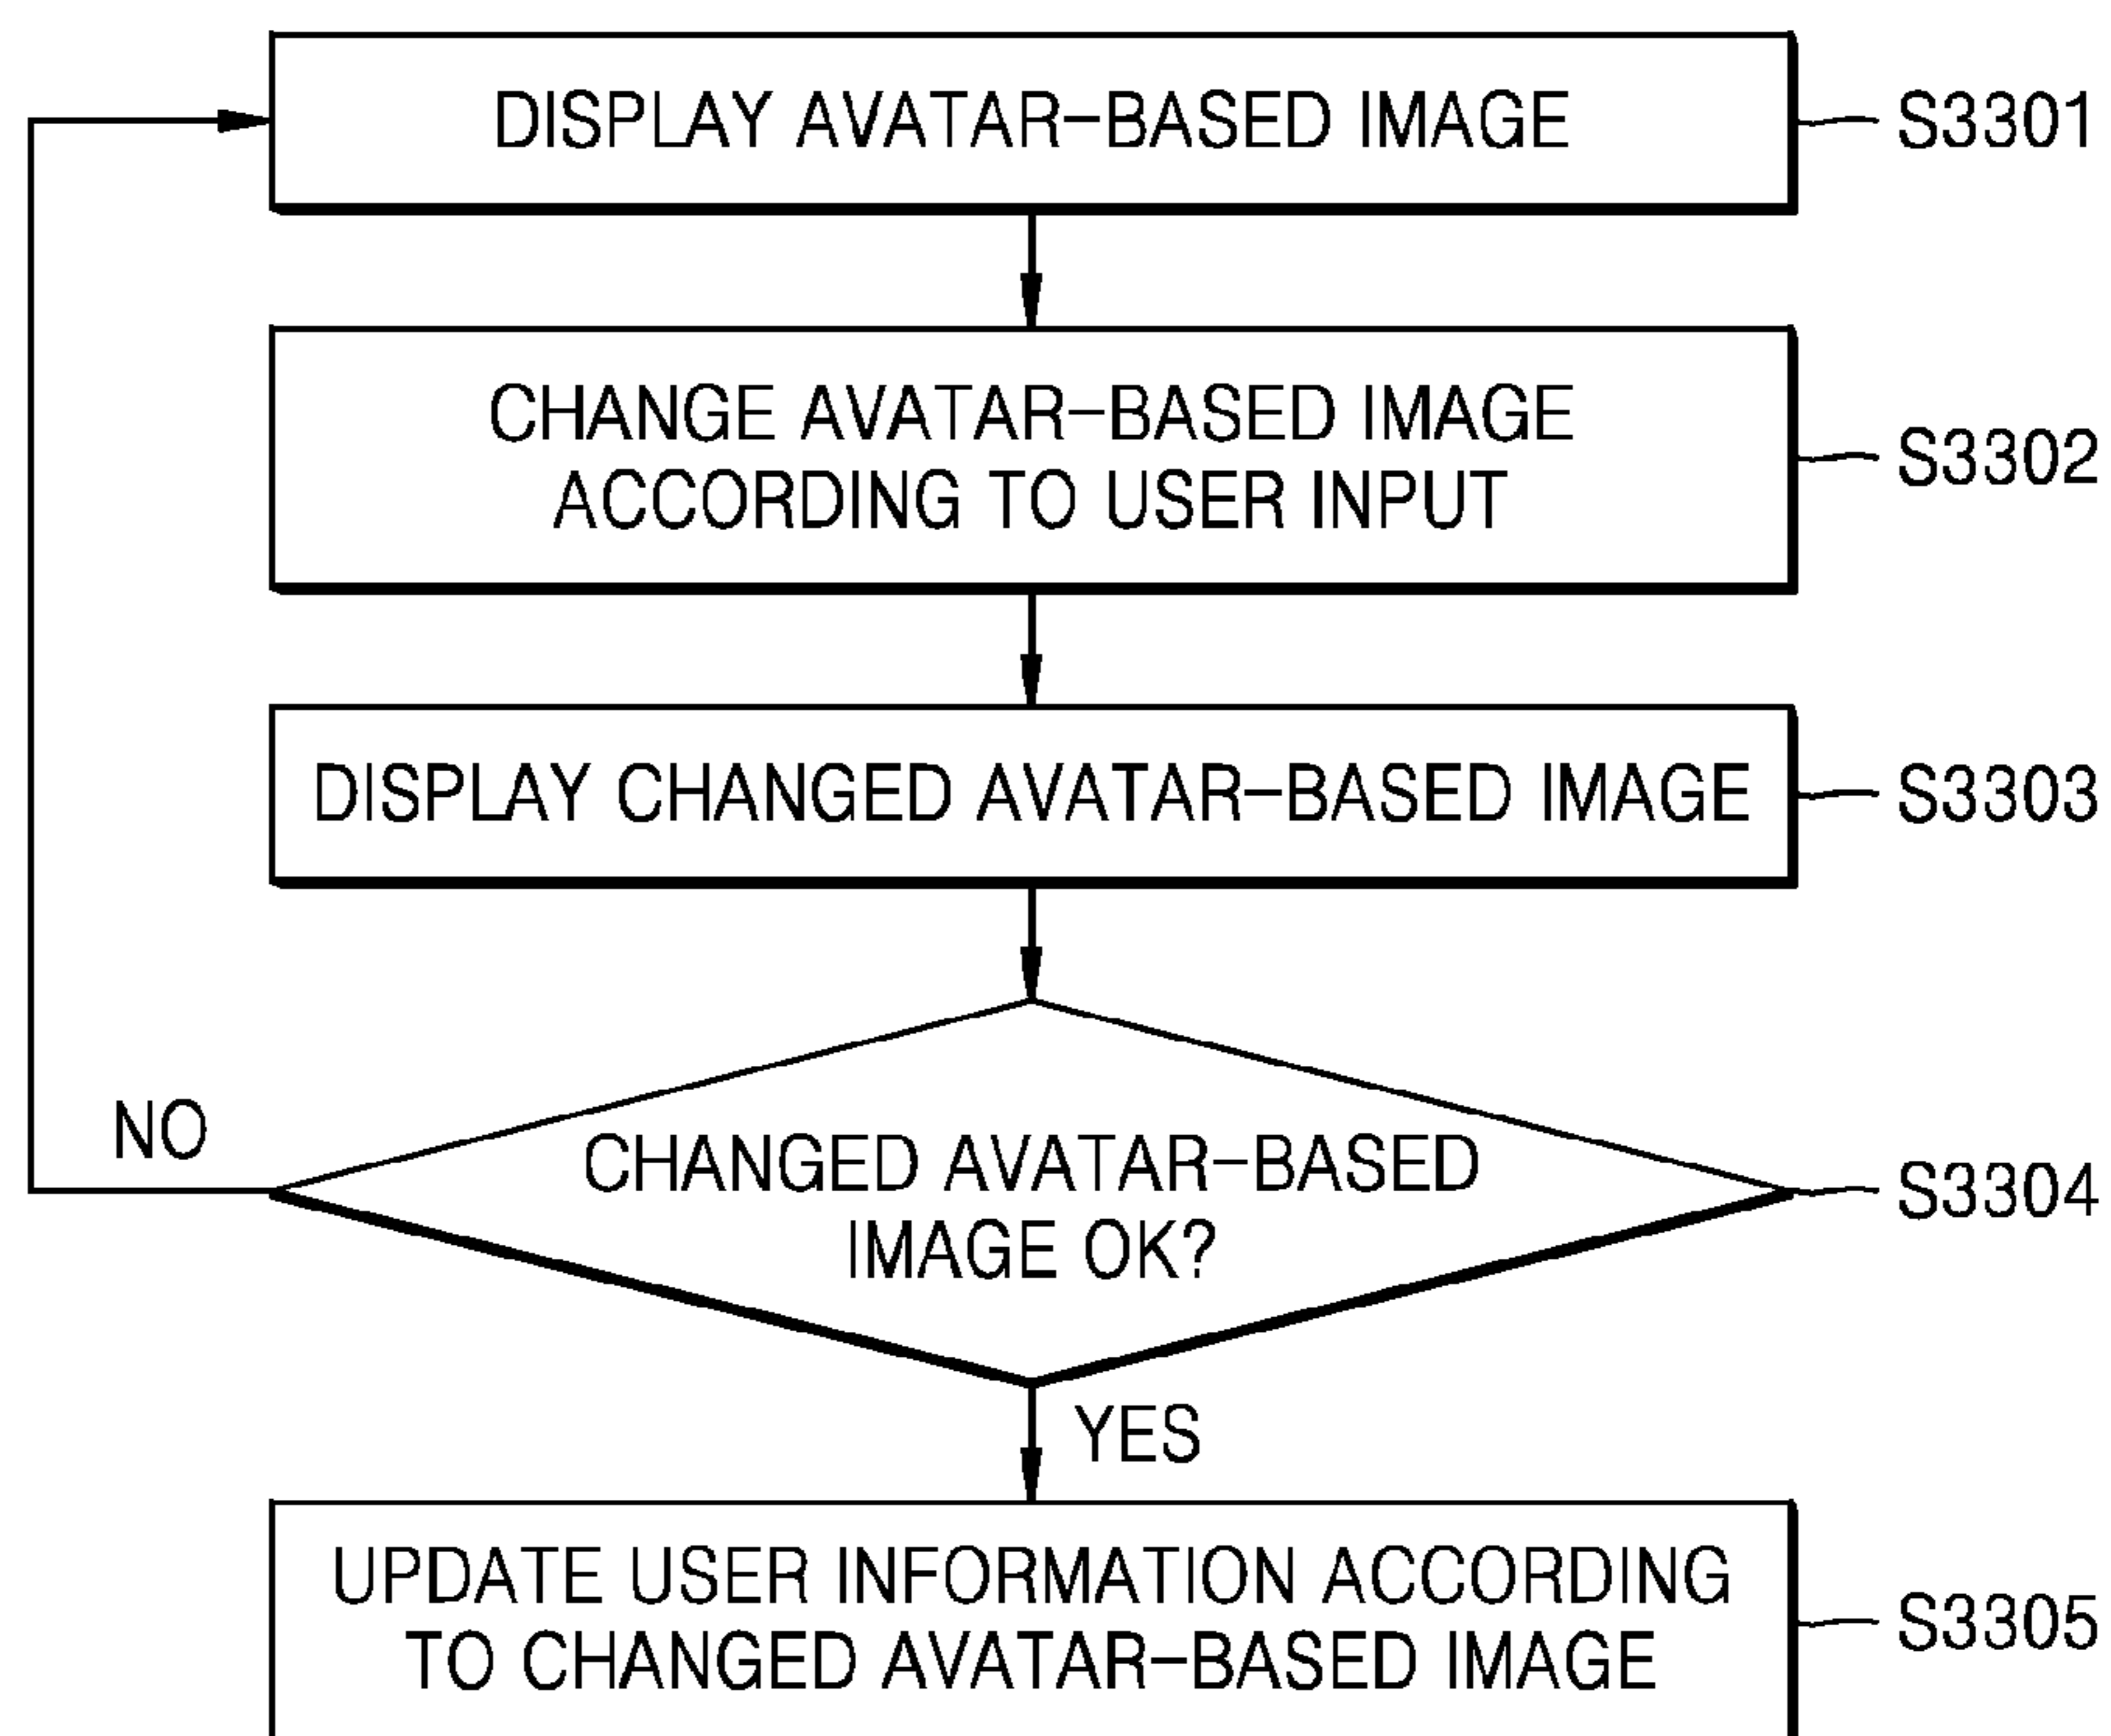 DISPLAY AVATAR-BASED IMAGE
S3301
CHANGE AVATAR-BASED IMAGE
ACCORDING TO USER INPUT
S3302
DISPLAY CHANGED AVATAR-BASED IMAGE
S3303
NO
CHANGED AVATAR-BASED
IMAGE OK?
S3304
YES
UPDATE USER INFORMATION ACCORDING
TO CHANGED AVATAR-BASED IMAGE
S3305